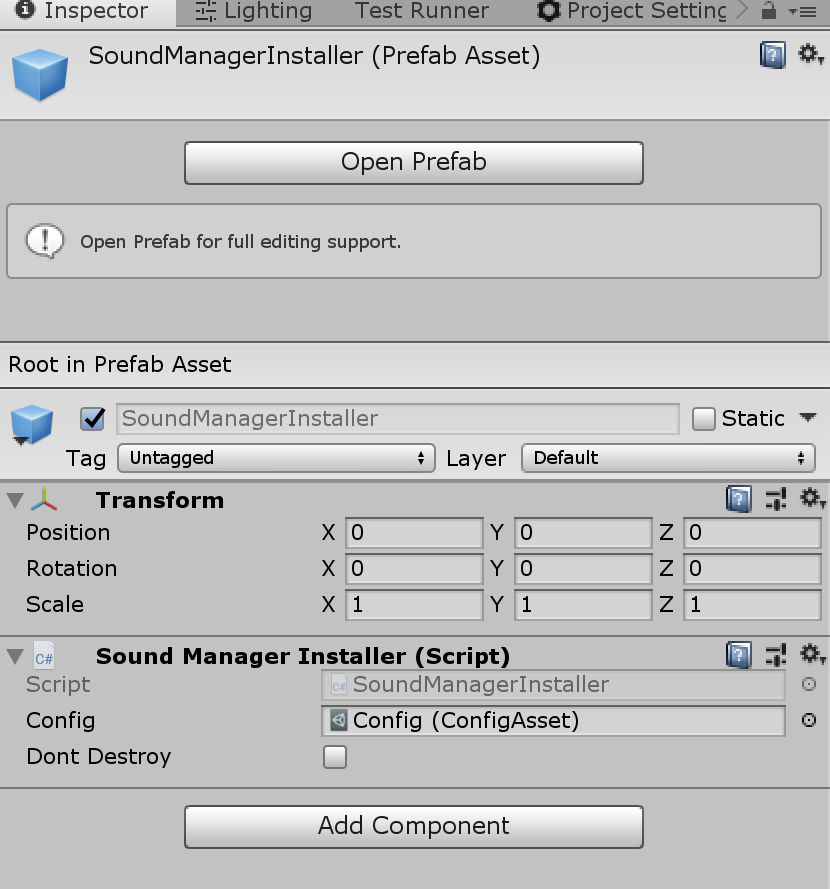 Inspector Lighting Test Runner Project Setting
SoundManagerInstaller (Prefab Asset)
Open Prefab
Open Prefab for full editing support.
Root in Prefab Asset
SoundManagerInstaller Static
Tag Untagged Layer Default
Transform
Position X 0 Y 0 Z 0
Rotation X 0 Y 0 Z 0
Scale X 1 Y 1 Z 1
C# Sound Manager Installer (Script)
Script C# SoundManagerInstaller
Config Config (ConfigAsset)
Dont Destroy
Add Component